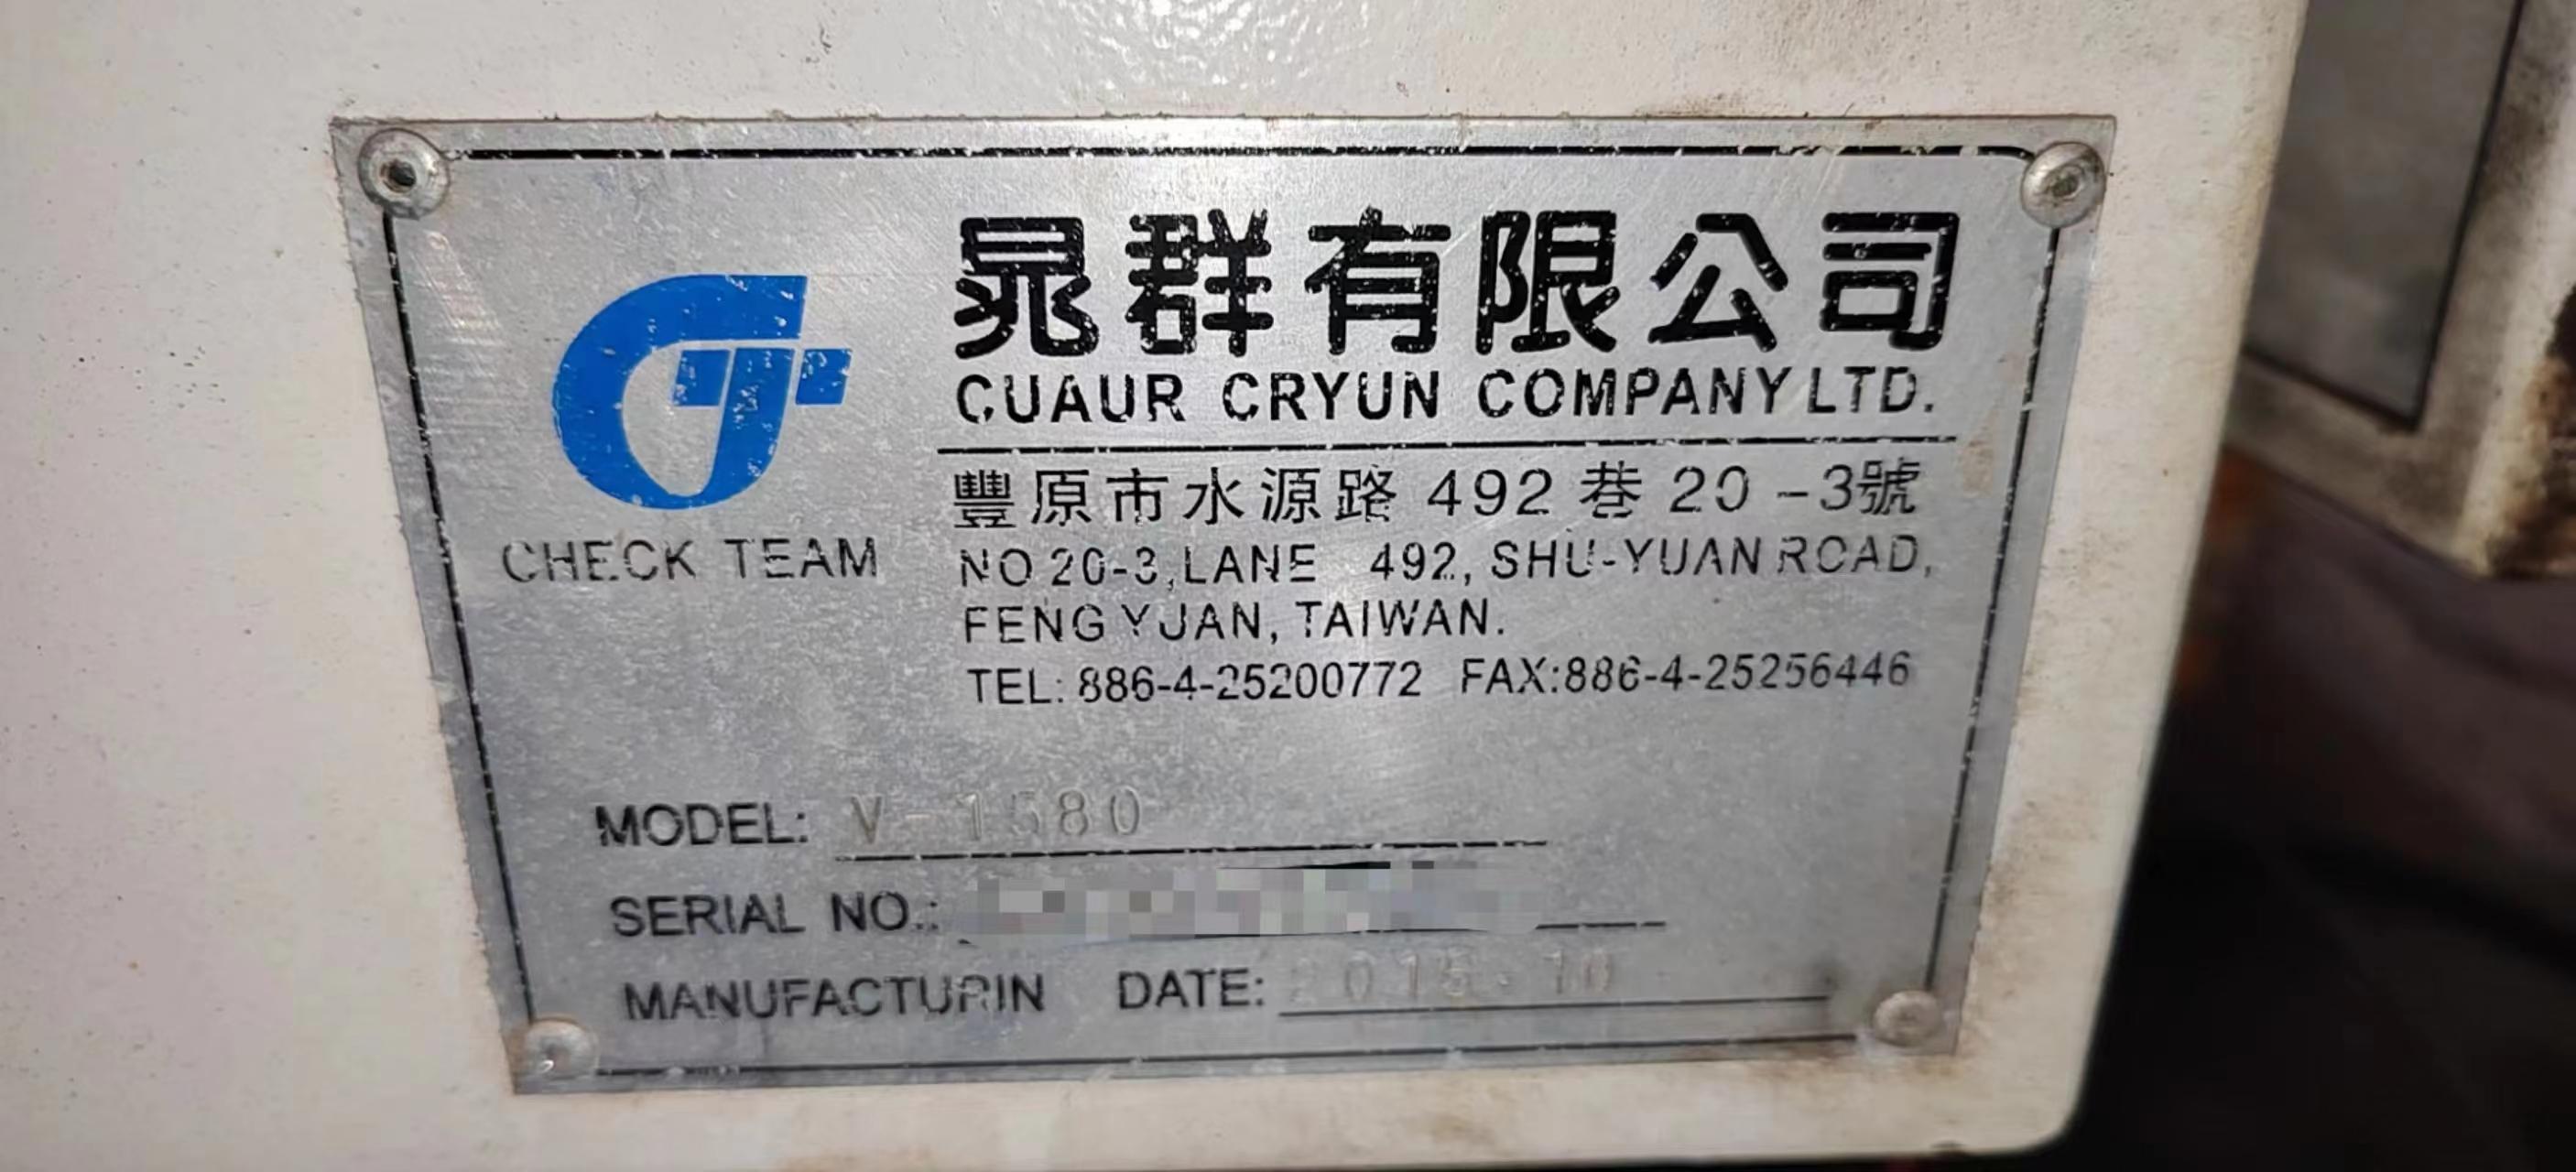 晁群有限公司
CUAUR CRYUN COMPANY LTD.
豐原市水源路 492 巷 20 -3號
NO 20-3, LANE 492, SHU-YUAN ROAD,
FENG YUAN, TAIWAN.
TEL: 886-4-25200772 FAX:886-4-25256446
CHECK TEAM
MODEL: V-1580
SERIAL NO.:
MANUFACTURIN DATE: 2015.10